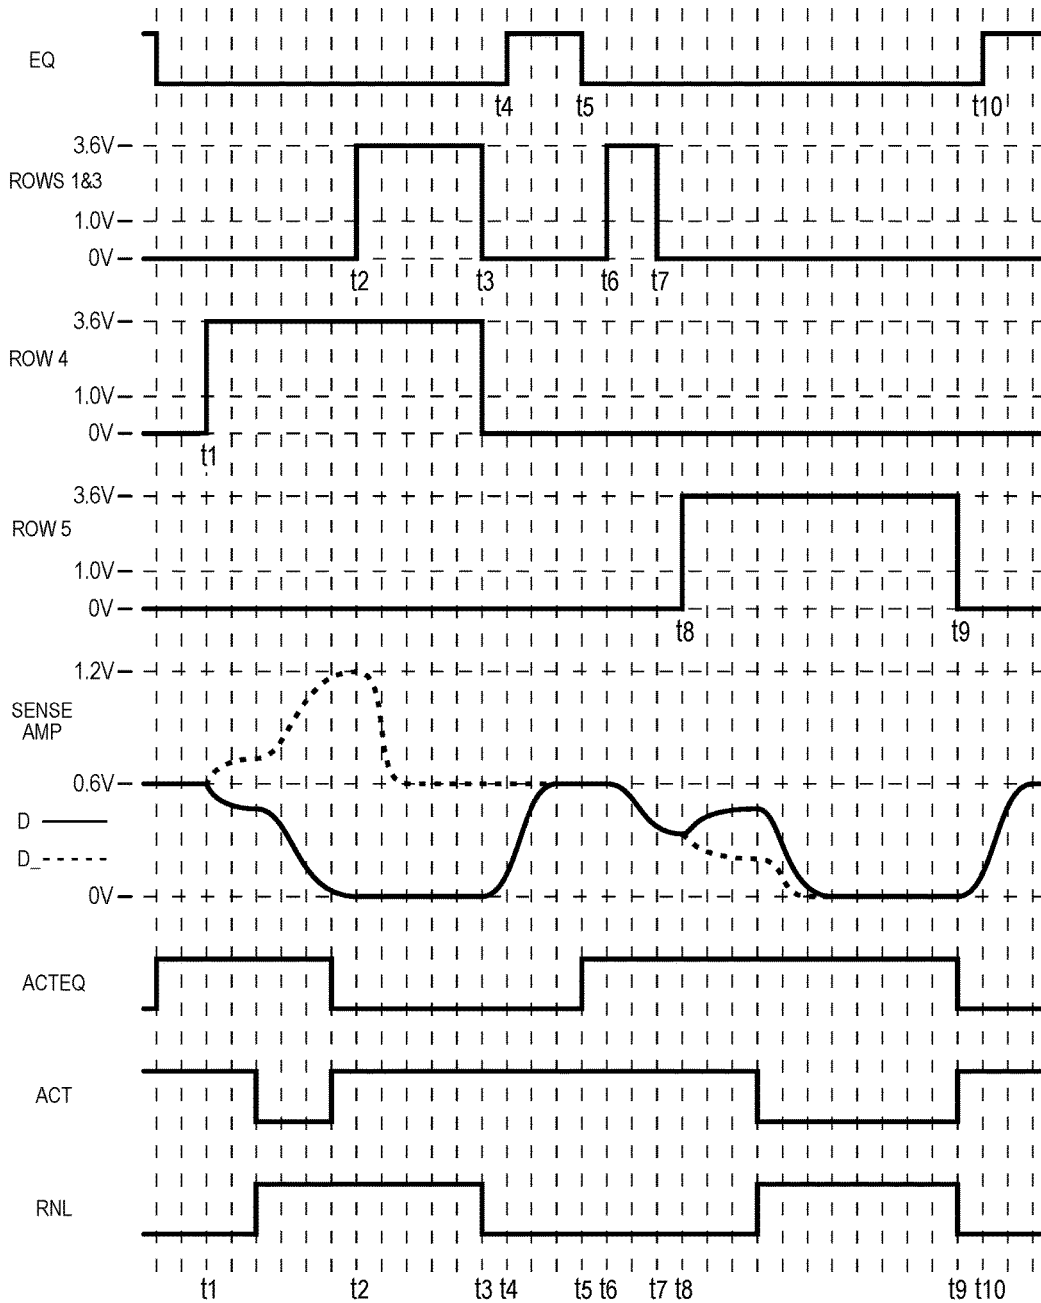 EQ
t4 t5 t10
3.6V
ROWS 1&3
1.0V
0V
t2 t3 t6 t7
3.6V
ROW 4
1.0V
0V
t1
3.6V
ROW 5
1.0V
0V
t8 t9
1.2V
SENSE
AMP
0.6V
D
D_
0V
ACTEQ
ACT
RNL
t1 t2 t3 t4 t5 t6 t7 t8 t9 t10